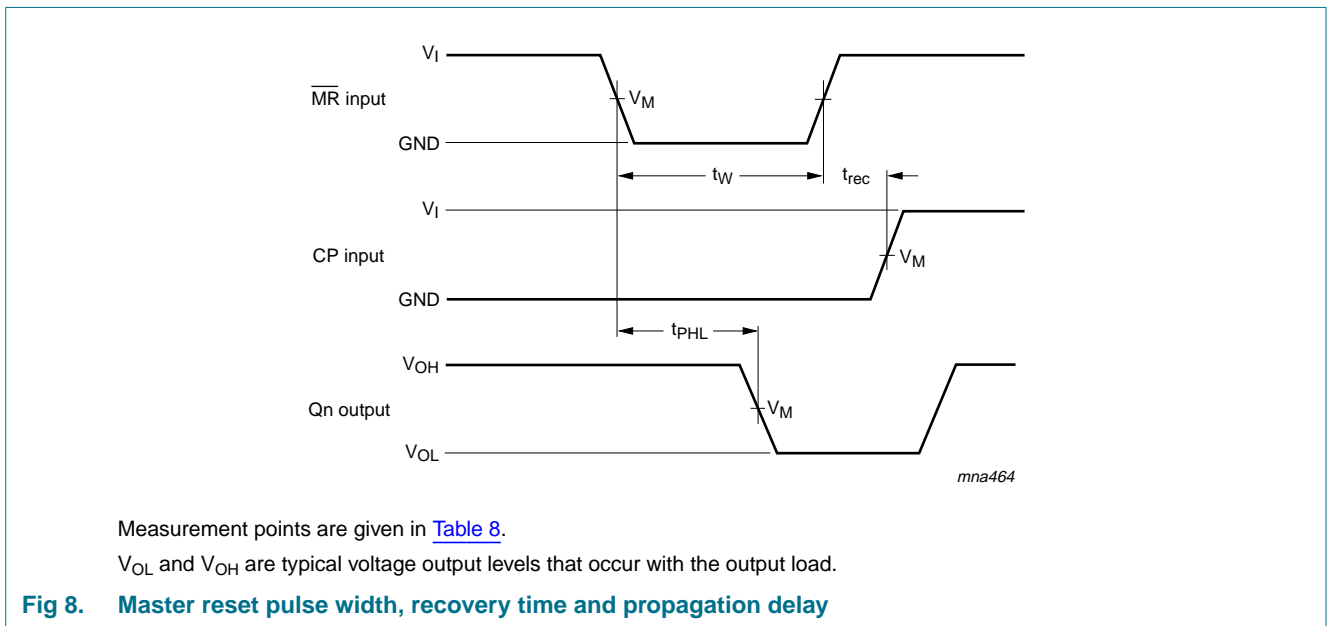 VI
MR input
VM
GND
tW
trec
VI
CP input
VM
GND
tPHL
VOH
Qn output
VM
VOL
mna464
Measurement points are given in Table 8.
VOL and VOH are typical voltage output levels that occur with the output load.
Fig 8. Master reset pulse width, recovery time and propagation delay